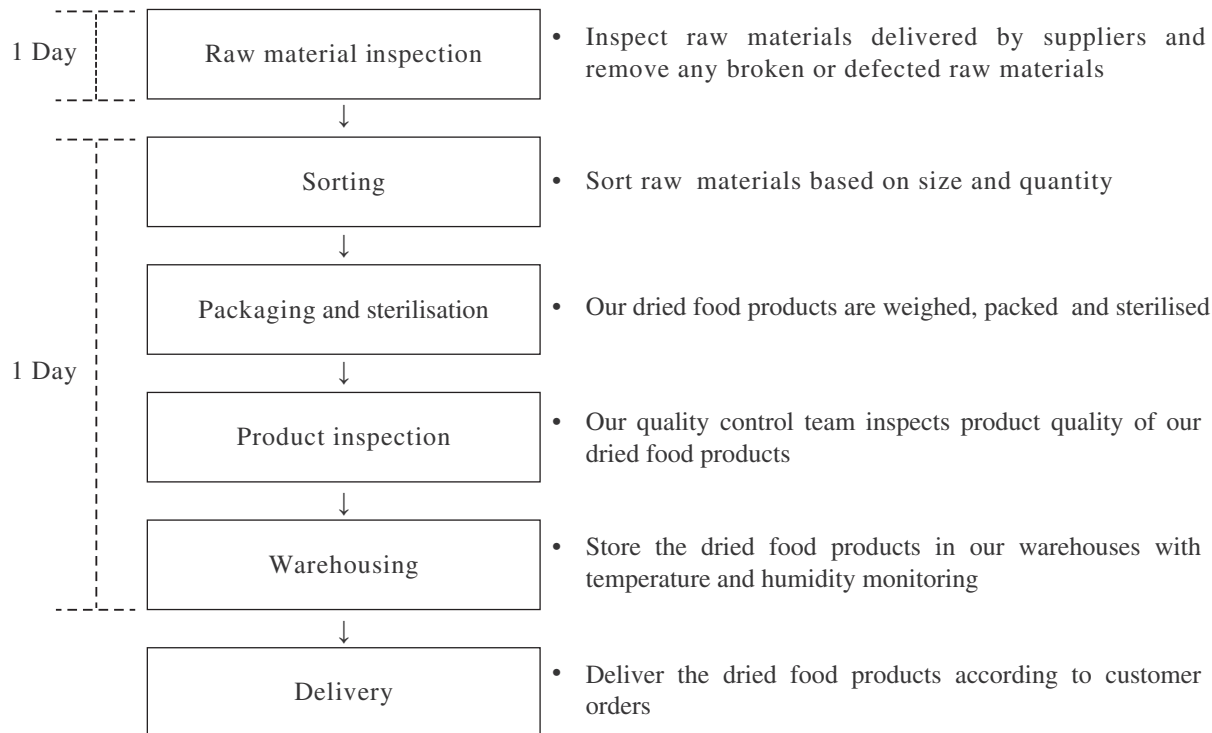 1 Day
Raw material inspection
• Inspect raw materials delivered by suppliers and
remove any broken or defected raw materials
↓
Sorting
• Sort raw materials based on size and quantity
↓
Packaging and sterilisation
• Our dried food products are weighed, packed and sterilised
↓
1 Day
Product inspection
• Our quality control team inspects product quality of our
dried food products
↓
Warehousing
• Store the dried food products in our warehouses with
temperature and humidity monitoring
↓
Delivery
• Deliver the dried food products according to customer
orders